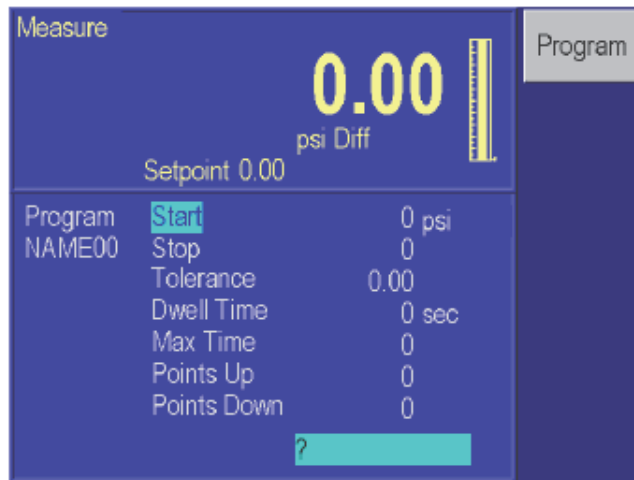 Measure
Program
0.00
psi Diff
Setpoint 0.00
Program Start 0 psi
NAME00 Stop 0
Tolerance 0.00
Dwell Time 0 sec
Max Time 0
Points Up 0
Points Down 0
?